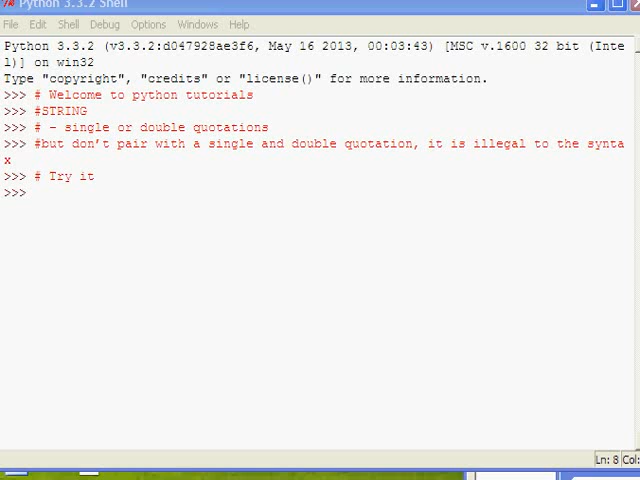 Python 3.3.2 Shell
File Edit Shell Debug Options Windows Help
Python 3.3.2 (v3.3.2:d047928ae3f6, May 16 2013, 00:03:43) [MSC v.1600 32 bit (Inte
l)] on win32
Type "copyright", "credits" or "license()" for more information.
>>> # Welcome to python tutorials
>>> #STRING
>>> # - single or double quotations
>>> #but don't pair with a single and double quotation, it is illegal to the synta
x
>>> # Try it
>>>
Ln: 8 Col: